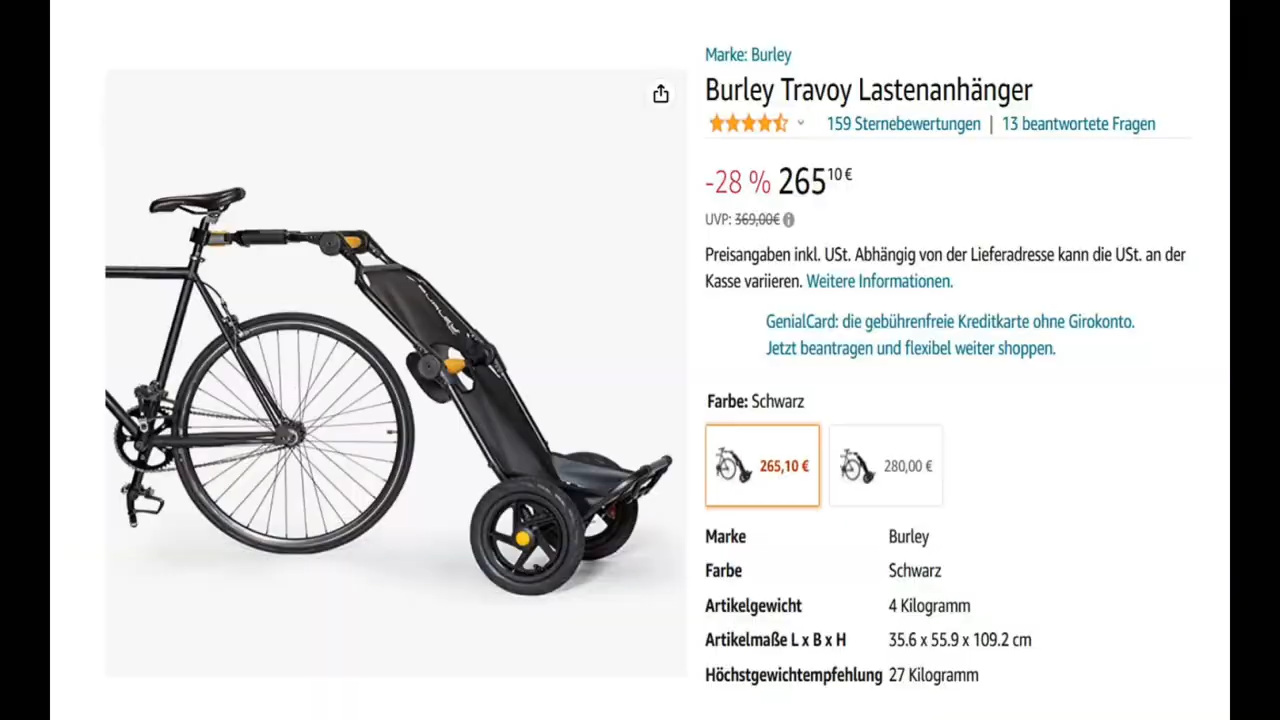 Marke: Burley
Burley Travoy Lastenanhänger
159 Sternebewertungen | 13 beantwortete Fragen
-28 % 265 10 €
UVP: 369,00€
Preisangaben inkl. USt. Abhängig von der Lieferadresse kann die USt. an der
Kasse variieren. Weitere Informationen.
GenialCard: die gebührenfreie Kreditkarte ohne Girokonto.
Jetzt beantragen und flexibel weiter shoppen.
Farbe: Schwarz
265,10 €
280,00 €
Marke Burley
Farbe Schwarz
Artikelgewicht 4 Kilogramm
Artikelmaße L x B x H 35.6 x 55.9 x 109.2 cm
Höchstgewichtempfehlung 27 Kilogramm
BURLEY